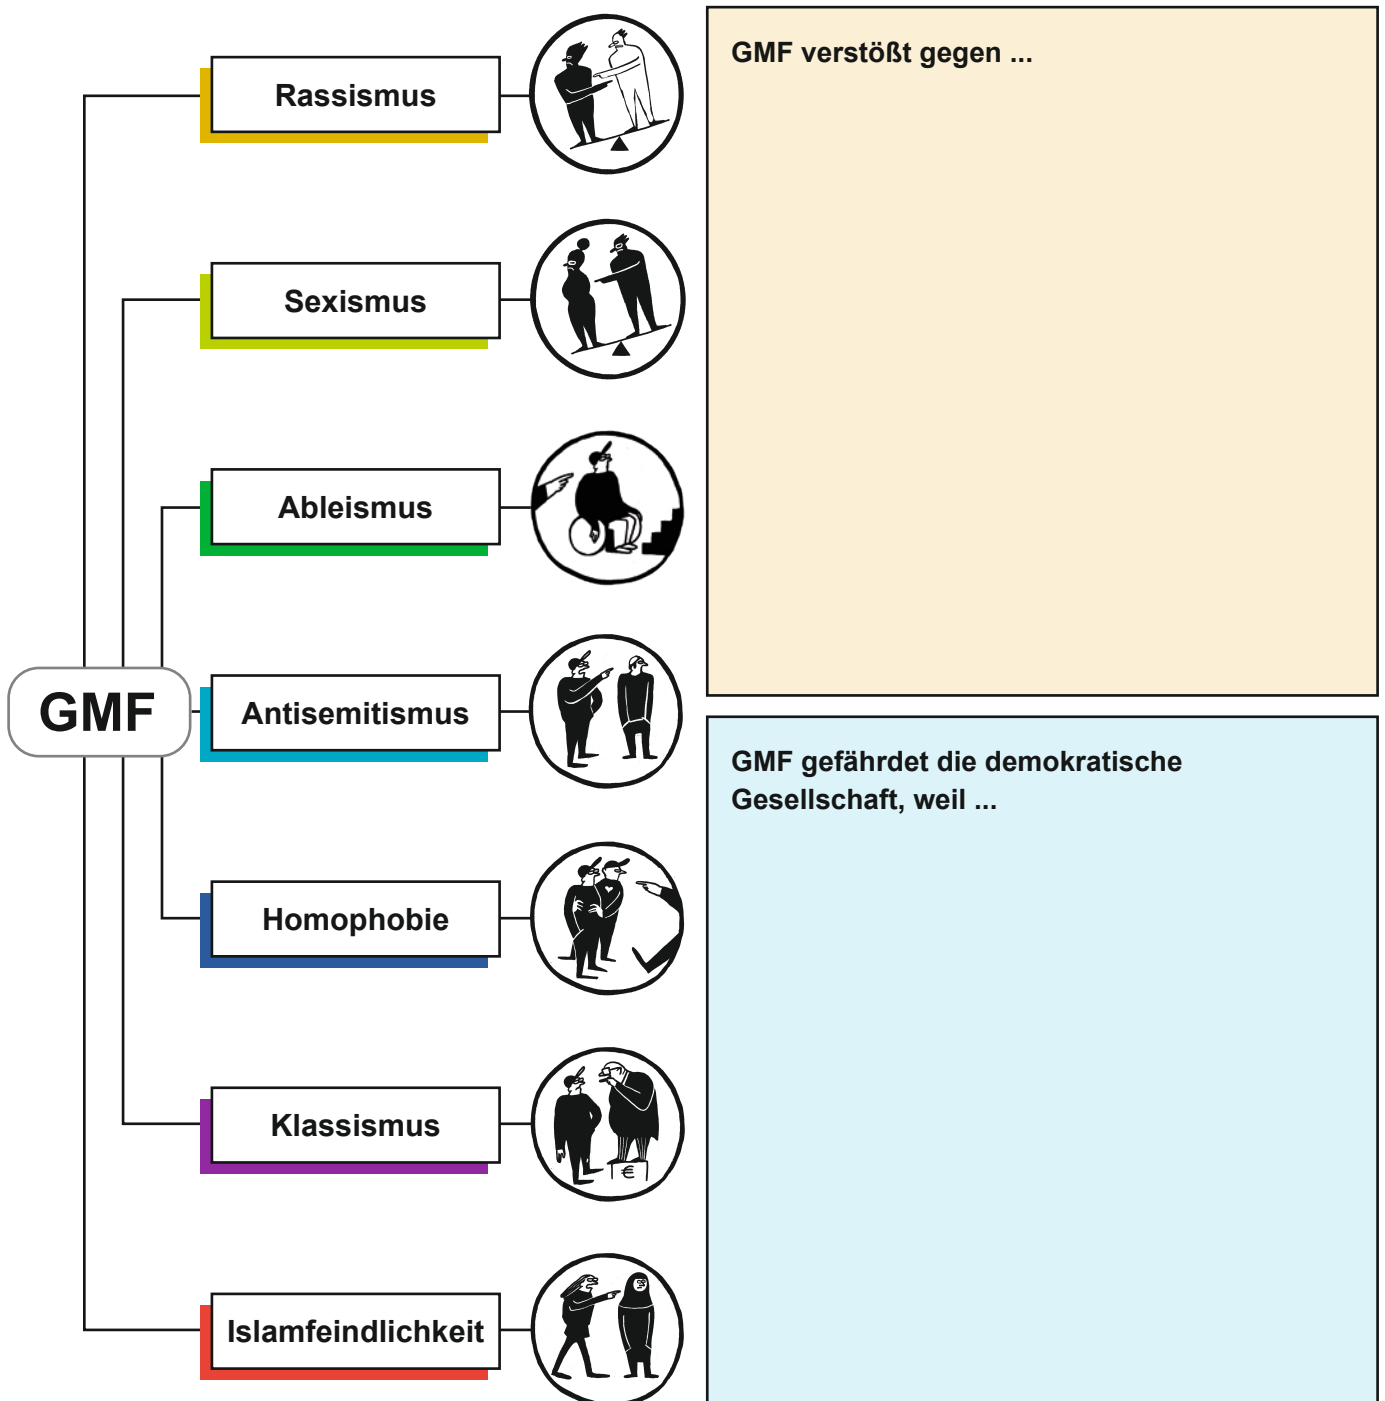 Rassismus
Sexismus
Ableismus
GMF
Antisemitismus
Homophobie
Klassismus
€
Islamfeindlichkeit
GMF verstößt gegen ...
GMF gefährdet die demokratische
Gesellschaft, weil ...